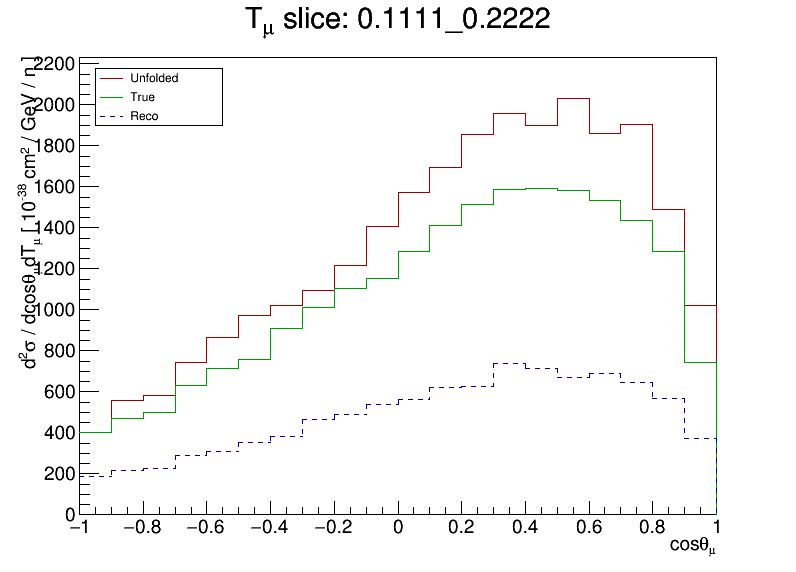 Tμ slice: 0.1111_0.2222
d²σ / dcosθμdTμ [ 10⁻³⁸ cm² / GeV / n ]
2200
2000
1800
1600
1400
1200
1000
800
600
400
200
0
Unfolded
True
Reco
−1 −0.8 −0.6 −0.4 −0.2 0 0.2 0.4 0.6 0.8 1
cosθμ